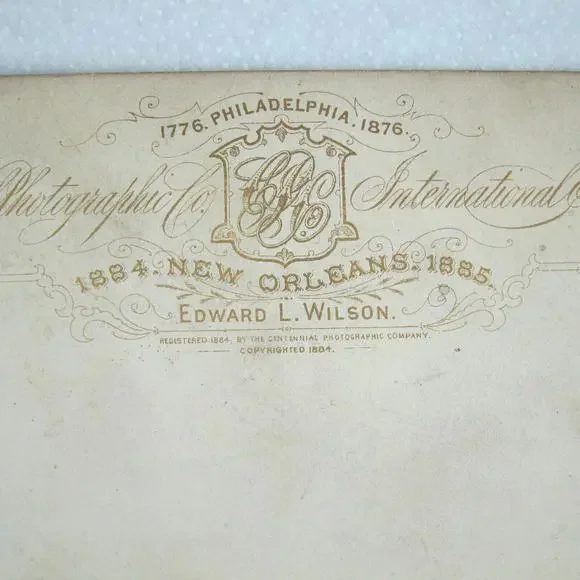 1776. PHILADELPHIA. 1876.
Photographic Co. International
1884. NEW ORLEANS. 1885.
EDWARD L. WILSON.
REGISTERED 1884, BY THE CENTENNIAL PHOTOGRAPHIC COMPANY.
COPYRIGHTED 1884.